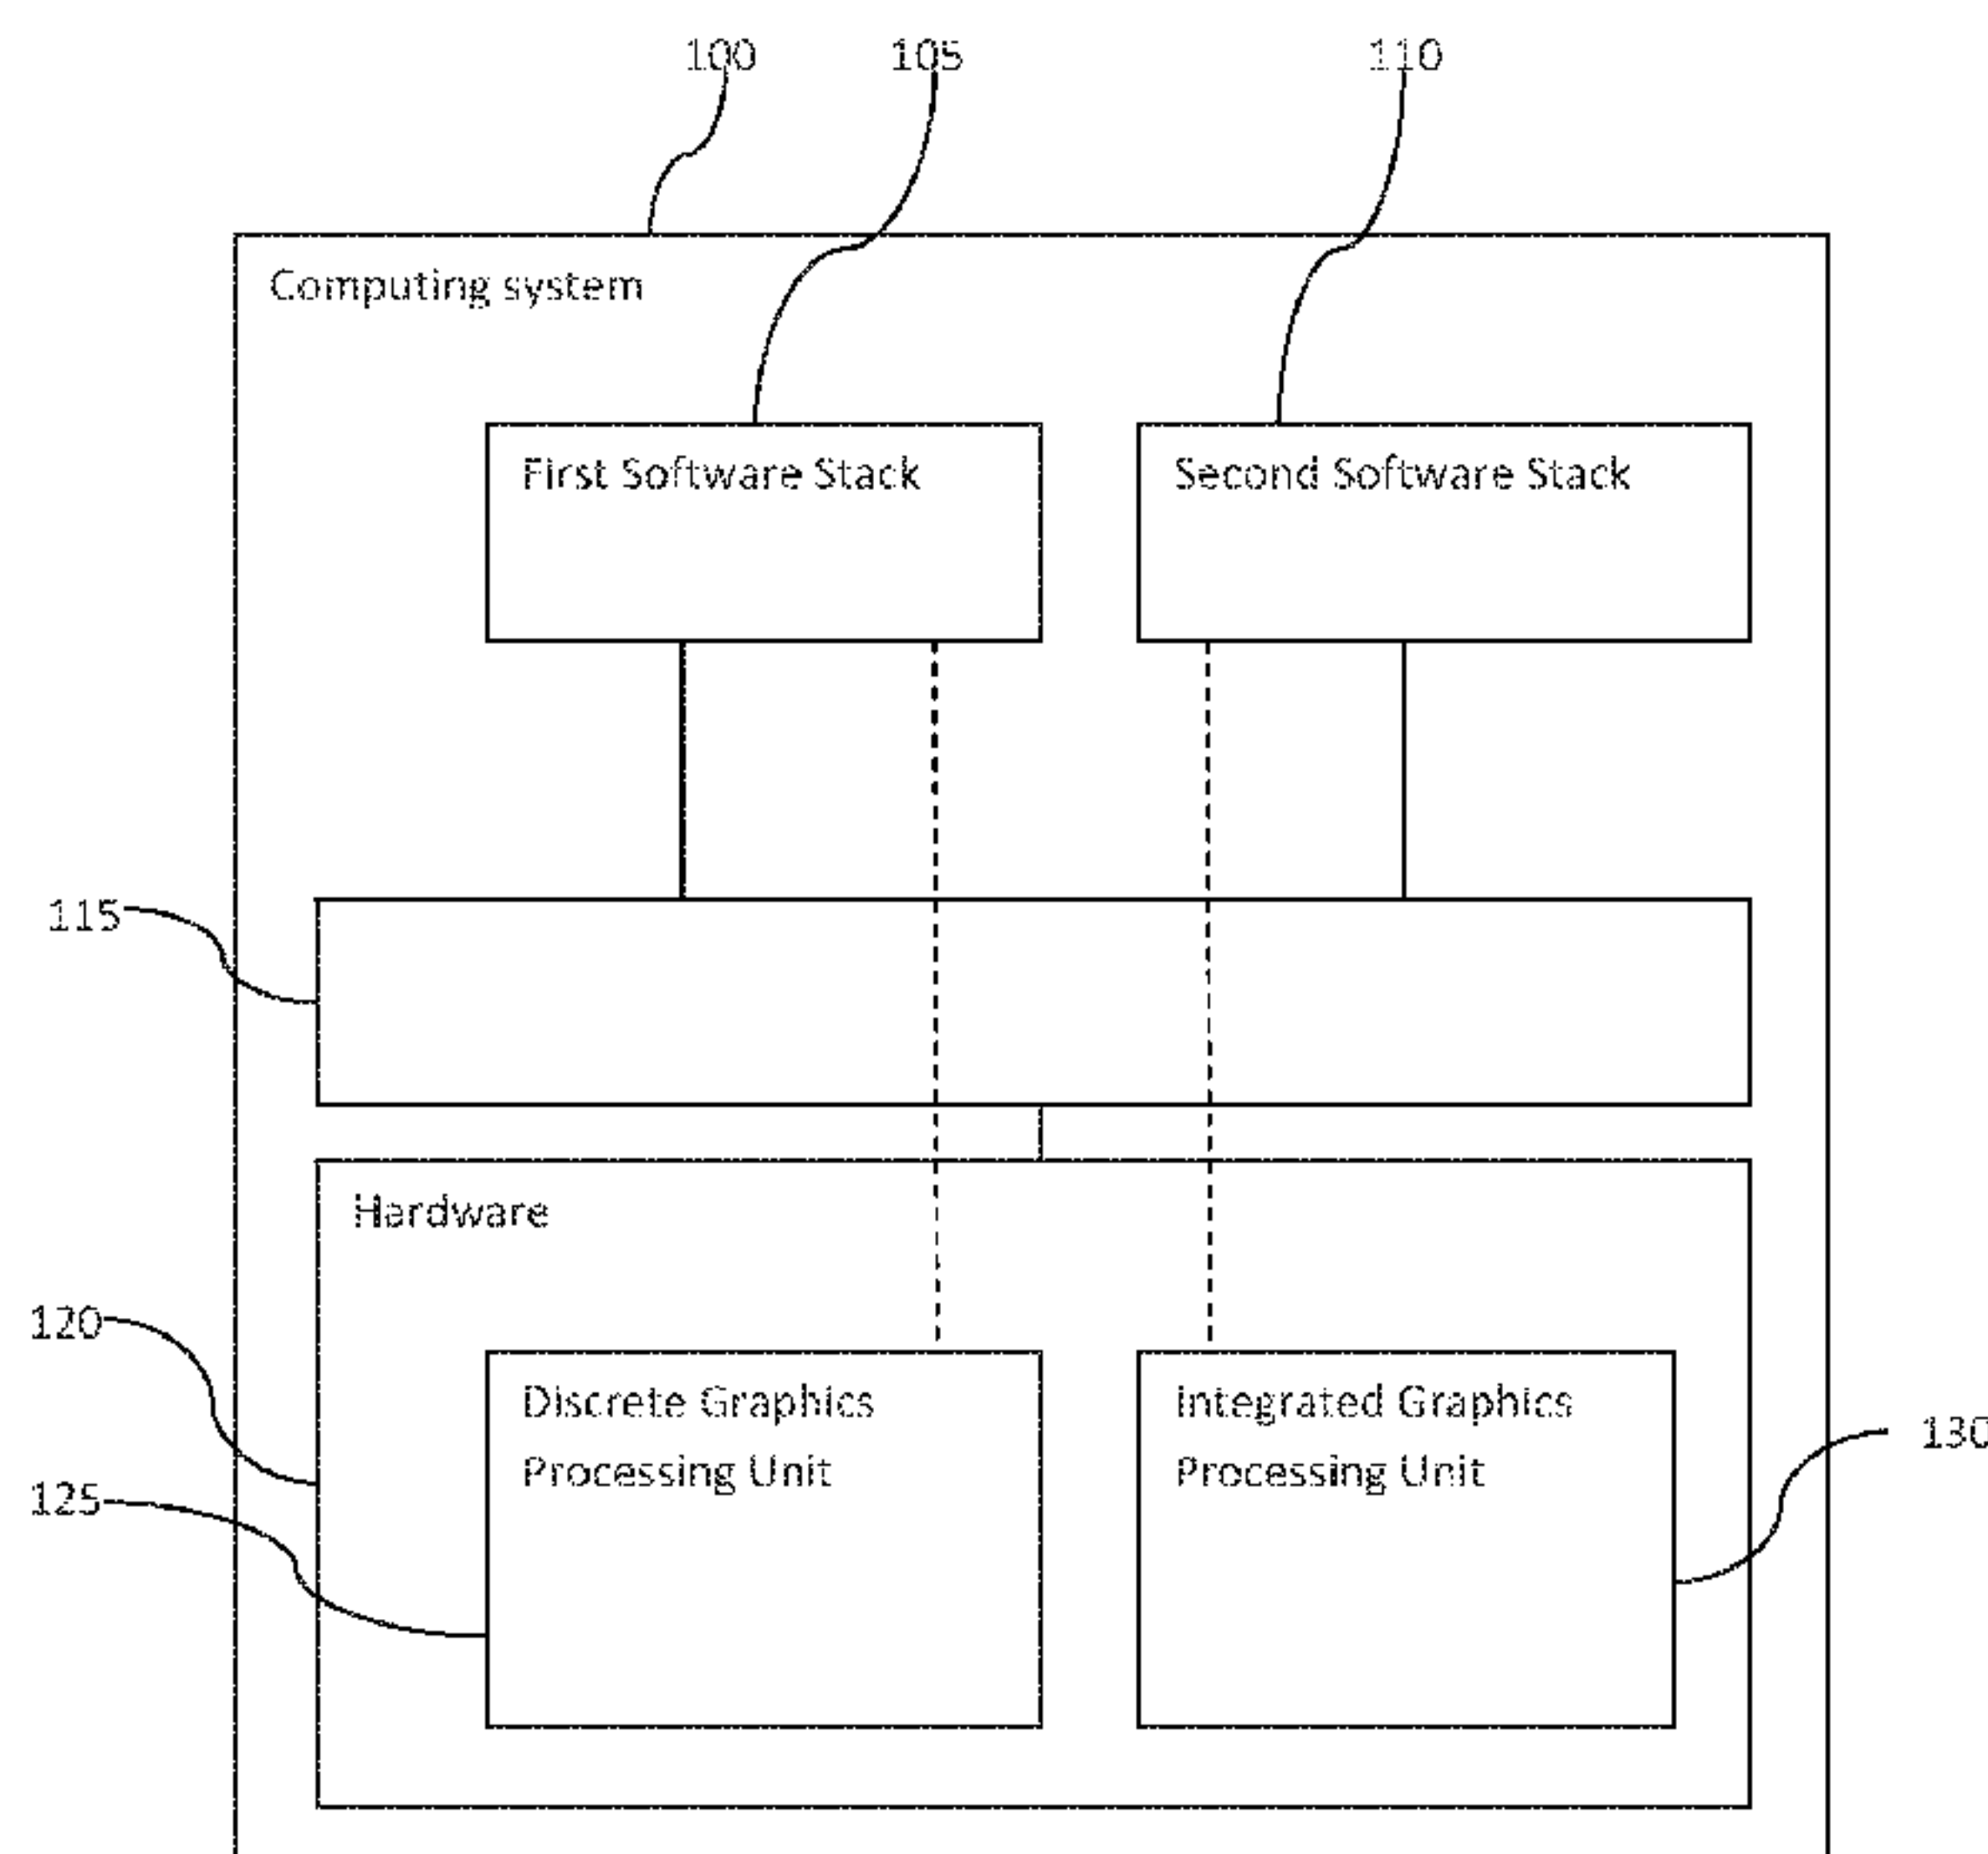 100
105
110
Computing system
First Software Stack
Second Software Stack
115
Hardware
120
Discrete Graphics
Processing Unit
Integrated Graphics
Processing Unit
130
125